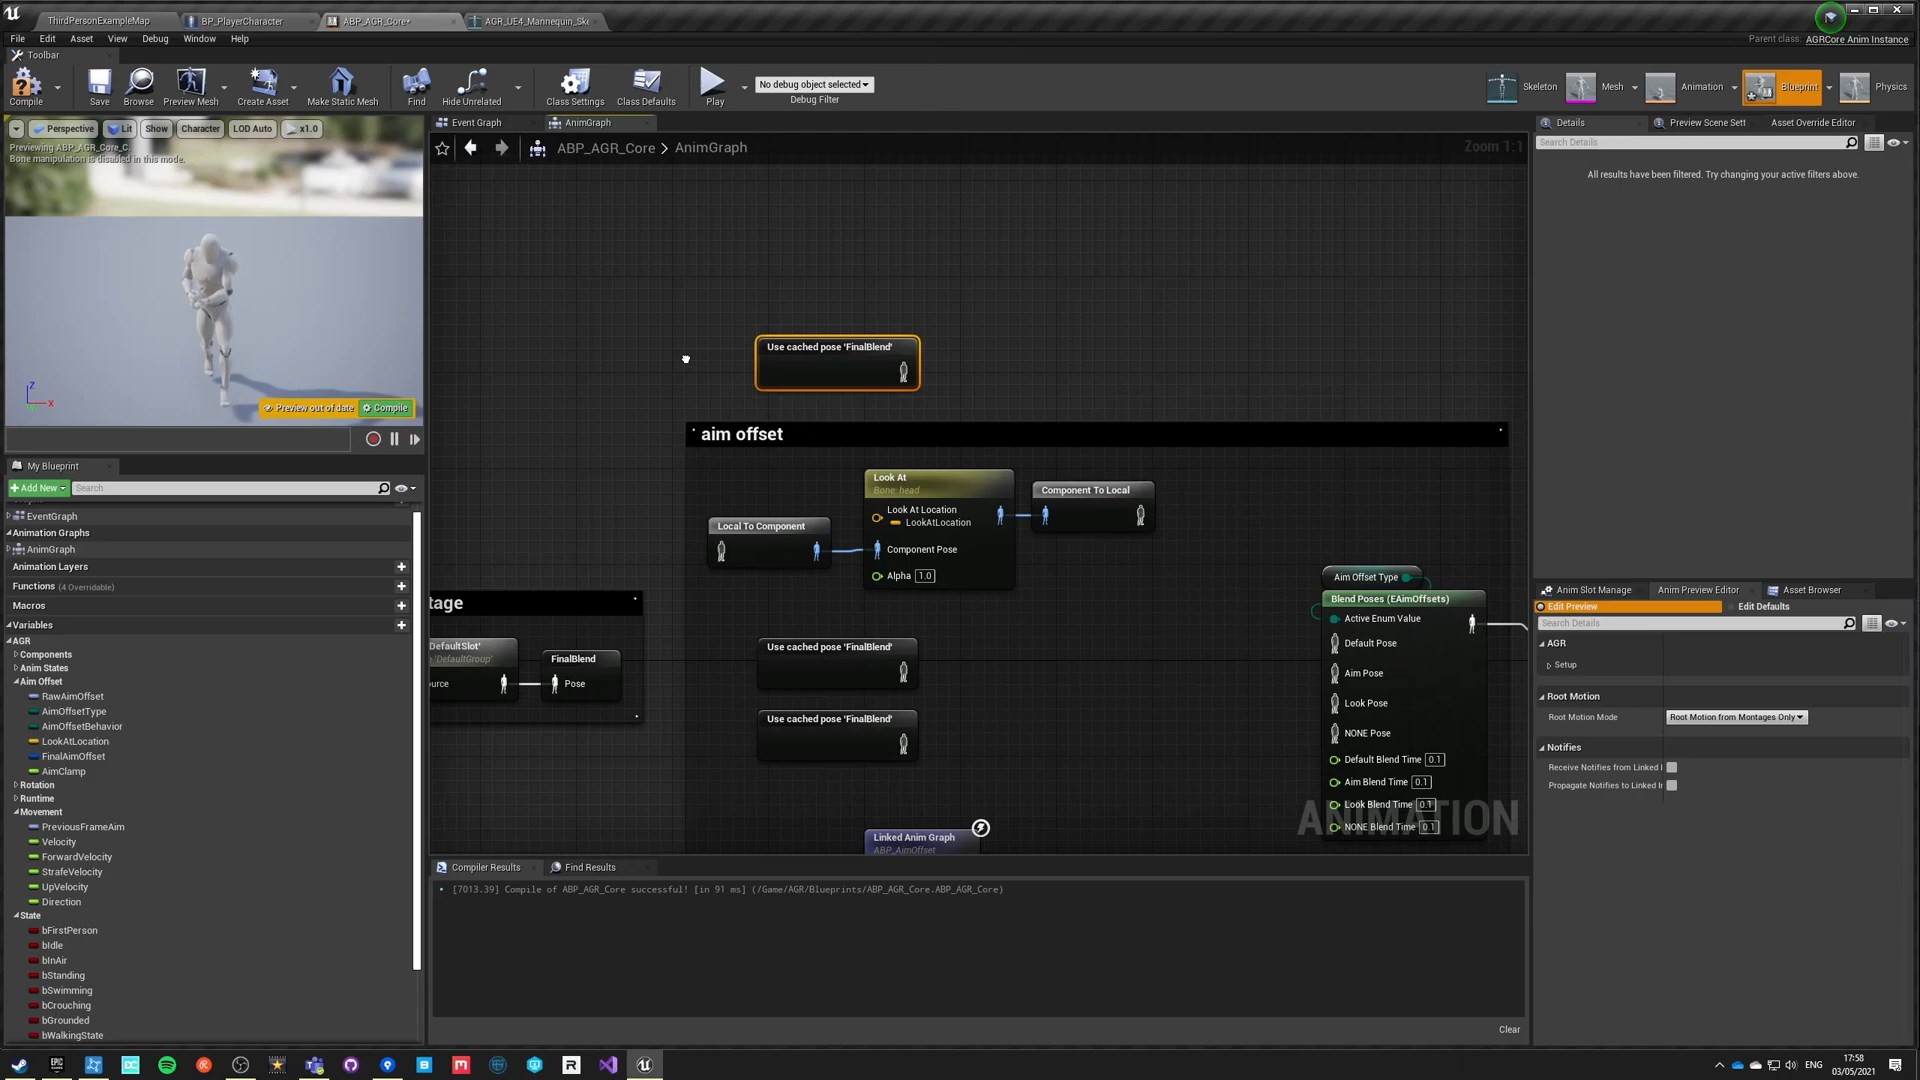 ThirdPersonExampleMap
BP_PlayerCharacter
ABP_AGR_Core*
AGR_UE4_Mannequin_Ske
File Edit Asset View Debug Window Help
Parent class: AGRCore Anim Instance
Toolbar
Compile
Save
Browse
Preview Mesh
Create Asset
Make Static Mesh
Find
Hide Unrelated
Class Settings
Class Defaults
Play
No debug object selected
Debug Filter
Skeleton
Mesh
Animation
Blueprint
Physics
Perspective
Lit
Show
Character
LOD Auto
x1.0
Previewing ABP_AGR_Core_C.
Bone manipulation is disabled in this mode.
Z
X
Preview out of date
Compile
Event Graph
AnimGraph
ABP_AGR_Core > AnimGraph
Zoom 1:1
Use cached pose 'FinalBlend'
aim offset
Look At
Bone: head
Look At Location
LookAtLocation
Component Pose
Alpha 1.0
Component To Local
Local To Component
tage
DefaultSlot'
'DefaultGroup'
ource
FinalBlend
Pose
Use cached pose 'FinalBlend'
Use cached pose 'FinalBlend'
Linked Anim Graph
ABP_AimOffset
Aim Offset Type
Blend Poses (EAimOffsets)
Active Enum Value
Default Pose
Aim Pose
Look Pose
NONE Pose
Default Blend Time 0.1
Aim Blend Time 0.1
Look Blend Time 0.1
NONE Blend Time 0.1
ANIMATION
My Blueprint
Add New
Search
EventGraph
Animation Graphs
AnimGraph
Animation Layers
Functions (4 Overridable)
Macros
Variables
AGR
Components
Anim States
Aim Offset
RawAimOffset
AimOffsetType
AimOffsetBehavior
LookAtLocation
FinalAimOffset
AimClamp
Rotation
Runtime
Movement
PreviousFrameAim
Velocity
ForwardVelocity
StrafeVelocity
UpVelocity
Direction
State
bFirstPerson
bIdle
bInAir
bStanding
bSwimming
bCrouching
bGrounded
bWalkingState
Compiler Results
Find Results
[7013.39] Compile of ABP_AGR_Core successful! [in 91 ms] (/Game/AGR/Blueprints/ABP_AGR_Core.ABP_AGR_Core)
Clear
Details
Preview Scene Sett
Asset Override Editor
Search Details
All results have been filtered. Try changing your active filters above.
Anim Slot Manage
Anim Preview Editor
Asset Browser
Edit Preview
Edit Defaults
Search Details
AGR
Setup
Root Motion
Root Motion Mode
Root Motion from Montages Only
Notifies
Receive Notifies from Linked I
Propagate Notifies to Linked In
ENG
17:58
03/05/2021